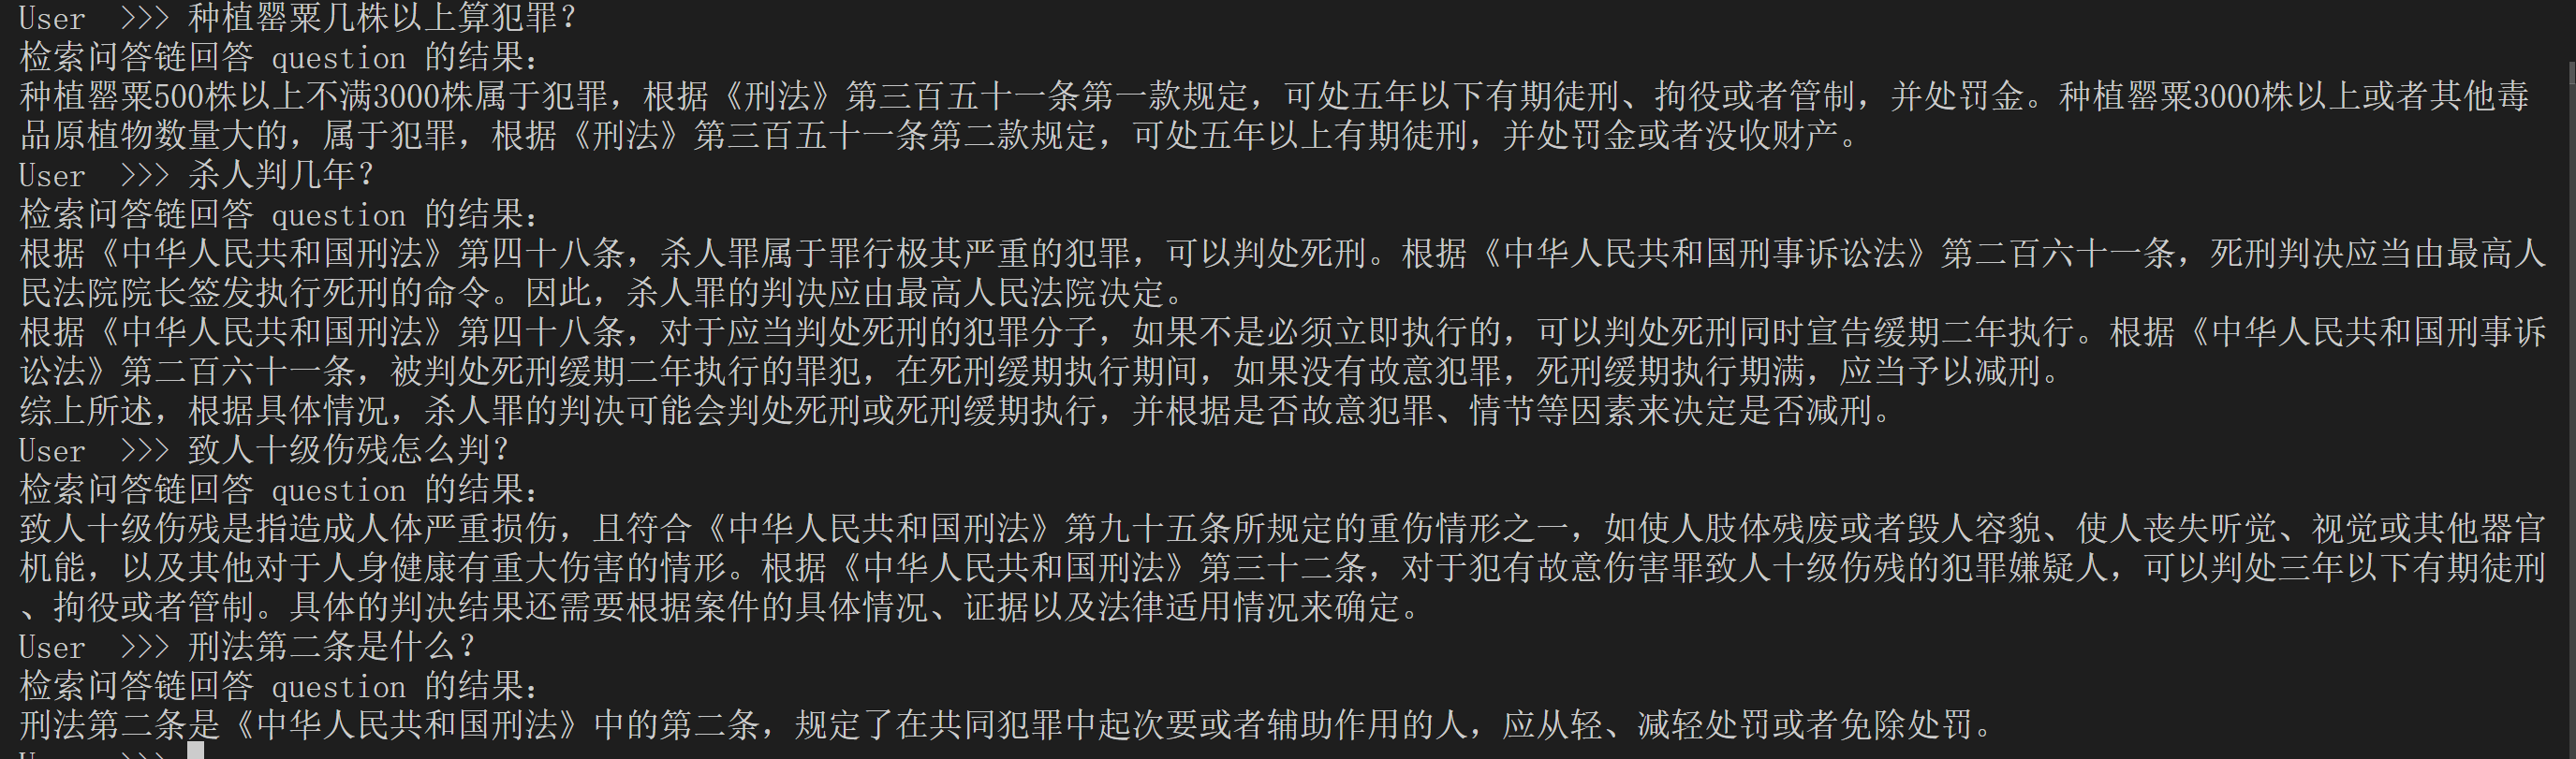 User  >>> 种植罂粟几株以上算犯罪?
检索问答链回答 question 的结果:
种植罂粟500株以上不满3000株属于犯罪，根据《刑法》第三百五十一条第一款规定，可处五年以下有期徒刑、拘役或者管制，并处罚金。种植罂粟3000株以上或者其他毒
品原植物数量大的，属于犯罪，根据《刑法》第三百五十一条第二款规定，可处五年以上有期徒刑，并处罚金或者没收财产。
User  >>> 杀人判几年?
检索问答链回答 question 的结果:
根据《中华人民共和国刑法》第四十八条，杀人罪属于罪行极其严重的犯罪，可以判处死刑。根据《中华人民共和国刑事诉讼法》第二百六十一条，死刑判决应当由最高人
民法院院长签发执行死刑的命令。因此，杀人罪的判决应由最高人民法院决定。
根据《中华人民共和国刑法》第四十八条，对于应当判处死刑的犯罪分子，如果不是必须立即执行的，可以判处死刑同时宣告缓期二年执行。根据《中华人民共和国刑事诉
讼法》第二百六十一条，被判处死刑缓期二年执行的罪犯，在死刑缓期执行期间，如果没有故意犯罪，死刑缓期执行期满，应当予以减刑。
综上所述，根据具体情况，杀人罪的判决可能会判处死刑或死刑缓期执行，并根据是否故意犯罪、情节等因素来决定是否减刑。
User  >>> 致人十级伤残怎么判?
检索问答链回答 question 的结果:
致人十级伤残是指造成人体严重损伤，且符合《中华人民共和国刑法》第九十五条所规定的重伤情形之一，如使人肢体残废或者毁人容貌、使人丧失听觉、视觉或其他器官
机能，以及其他对于人身健康有重大伤害的情形。根据《中华人民共和国刑法》第三十二条，对于犯有故意伤害罪致人十级伤残的犯罪嫌疑人，可以判处三年以下有期徒刑
、拘役或者管制。具体的判决结果还需要根据案件的具体情况、证据以及法律适用情况来确定。
User  >>> 刑法第二条是什么?
检索问答链回答 question 的结果:
刑法第二条是《中华人民共和国刑法》中的第二条，规定了在共同犯罪中起次要或者辅助作用的人，应从轻、减轻处罚或者免除处罚。
User  >>>